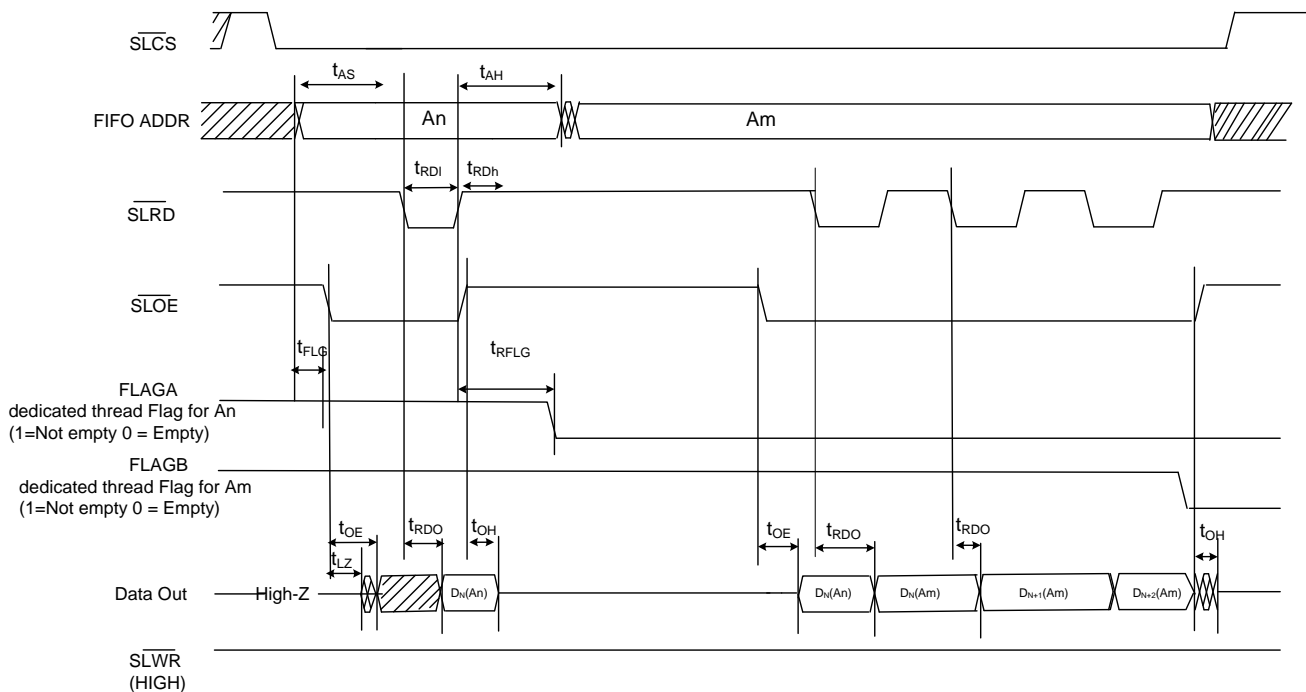 SLCS
tAS
tAH
FIFO ADDR
An
Am
tRDl
tRDh
SLRD
SLOE
tFLG
tRFLG
FLAGA
dedicated thread Flag for An
(1=Not empty 0 = Empty)
FLAGB
dedicated thread Flag for Am
(1=Not empty 0 = Empty)
tOE
tRDO
tOH
tOE
tRDO
tRDO
tOH
tLZ
Data Out
High-Z
DN(An)
DN(An)
DN(Am)
DN+1(Am)
DN+2(Am)
SLWR
(HIGH)